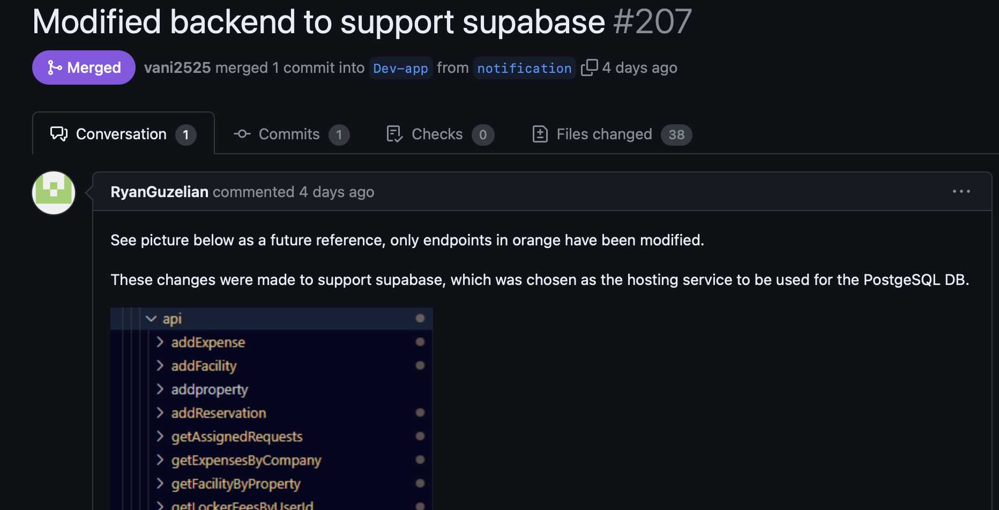 Modified backend to support supabase #207
Merged vani2525 merged 1 commit into Dev-app from notification 4 days ago
Conversation 1 Commits 1 Checks 0 Files changed 38
RyanGuzelian commented 4 days ago
See picture below as a future reference, only endpoints in orange have been modified.
These changes were made to support supabase, which was chosen as the hosting service to be used for the PostgeSQL DB.
api
addExpense
addFacility
addproperty
addReservation
getAssignedRequests
getExpensesByCompany
getFacilityByProperty
getLockerFeesByUserId